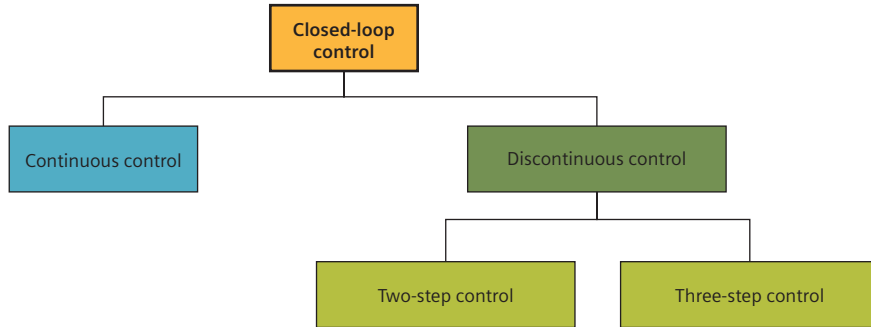 Closed-loop
control
Continuous control
Discontinuous control
Two-step control
Three-step control